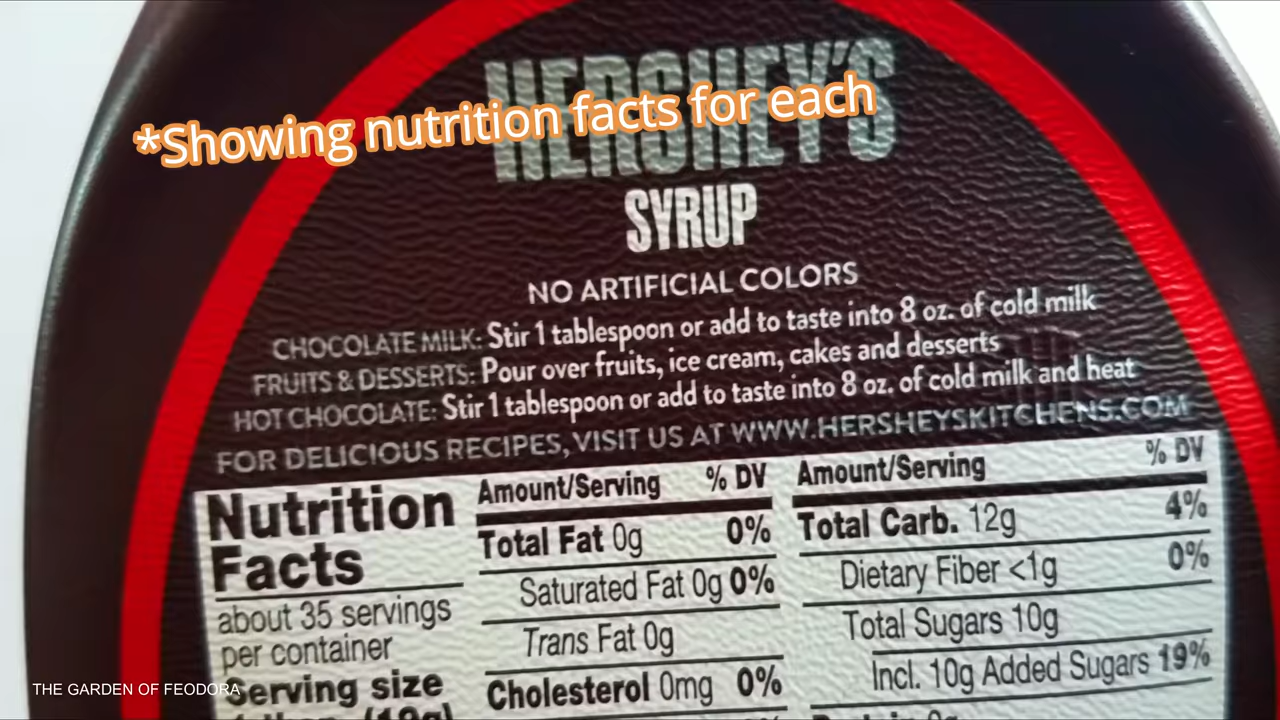 HERSHEY'S
*Showing nutrition facts for each
SYRUP
NO ARTIFICIAL COLORS
CHOCOLATE MILK: Stir 1 tablespoon or add to taste into 8 oz. of cold milk
FRUITS & DESSERTS: Pour over fruits, ice cream, cakes and desserts
HOT CHOCOLATE: Stir 1 tablespoon or add to taste into 8 oz. of cold milk and heat
FOR DELICIOUS RECIPES, VISIT US AT WWW.HERSHEYSKITCHENS.COM
Nutrition
Facts
about 35 servings
per container
Serving size
Amount/Serving % DV
Total Fat 0g 0%
Saturated Fat 0g 0%
Trans Fat 0g
Cholesterol 0mg 0%
Amount/Serving % DV
Total Carb. 12g 4%
Dietary Fiber <1g 0%
Total Sugars 10g
Incl. 10g Added Sugars 19%
THE GARDEN OF FEODORA